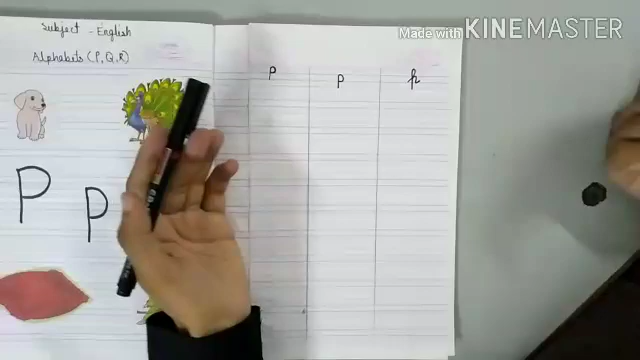 Made with KINEMASTER
Subject - English
Alphabets (P, Q, R)
P p p
P p